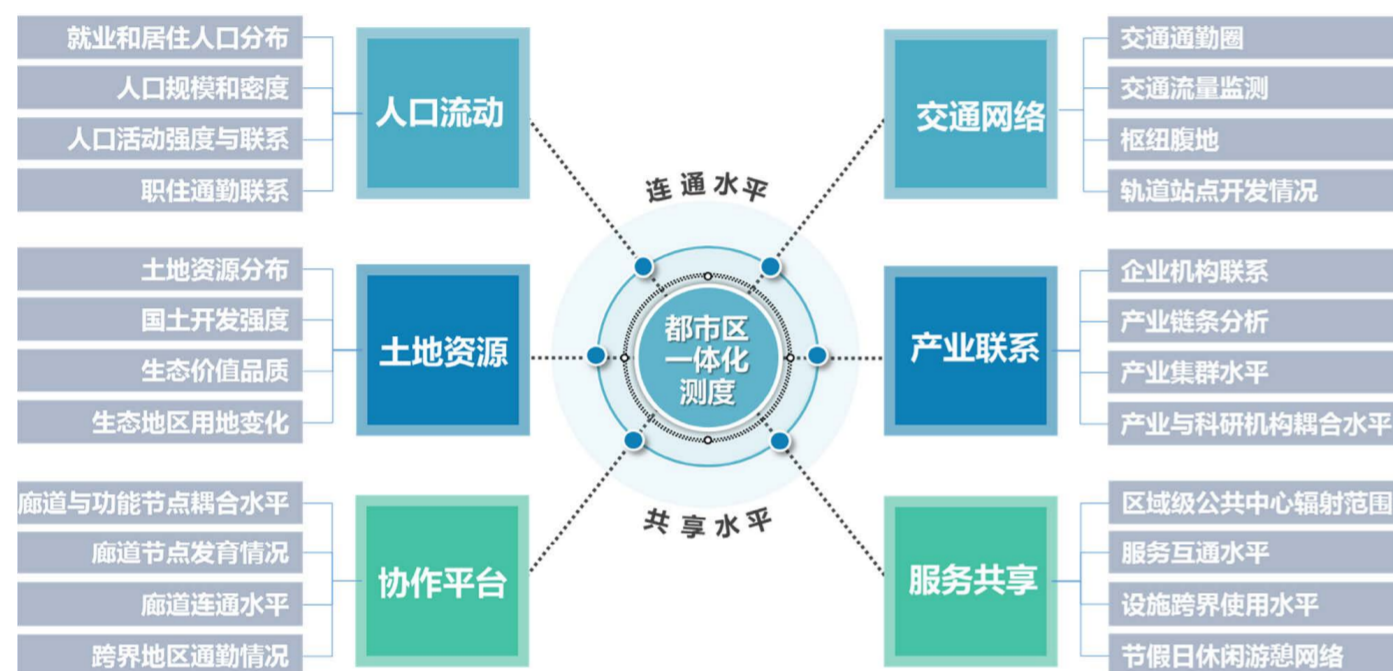 就业和居住人口分布
人口规模和密度
人口活动强度与联系
职住通勤联系
人口流动
交通网络
交通通勤圈
交通流量监测
枢纽腹地
轨道站点开发情况
连通水平
土地资源分布
国土开发强度
生态价值品质
生态地区用地变化
土地资源
都市区
一体化
测度
产业联系
企业机构联系
产业链条分析
产业集群水平
产业与科研机构耦合水平
共享水平
廊道与功能节点耦合水平
廊道节点发育情况
廊道连通水平
跨界地区通勤情况
协作平台
服务共享
区域级公共中心辐射范围
服务互通水平
设施跨界使用水平
节假日休闲游憩网络